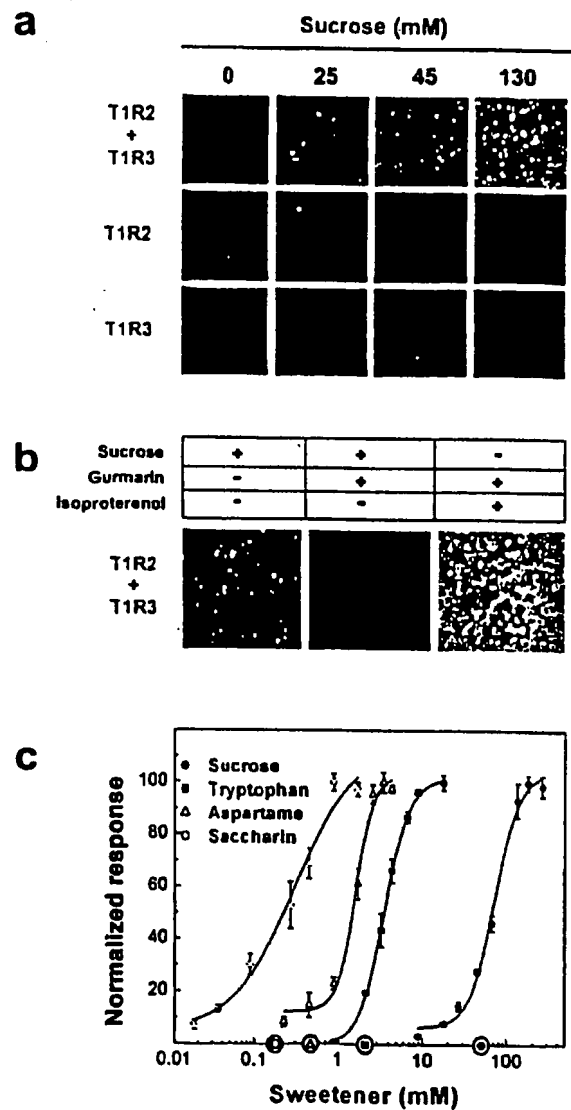 a
Sucrose (mM)
0 25 45 130
T1R2
+
T1R3
T1R2
T1R3
b
Sucrose + + -
Gurmarin - + +
Isoproterenol - - +
T1R2
+
T1R3
c
Normalized response
100
80
60
40
20
Sucrose
Tryptophan
Aspartame
Saccharin
0.01 0.1 1 10 100
Sweetener (mM)